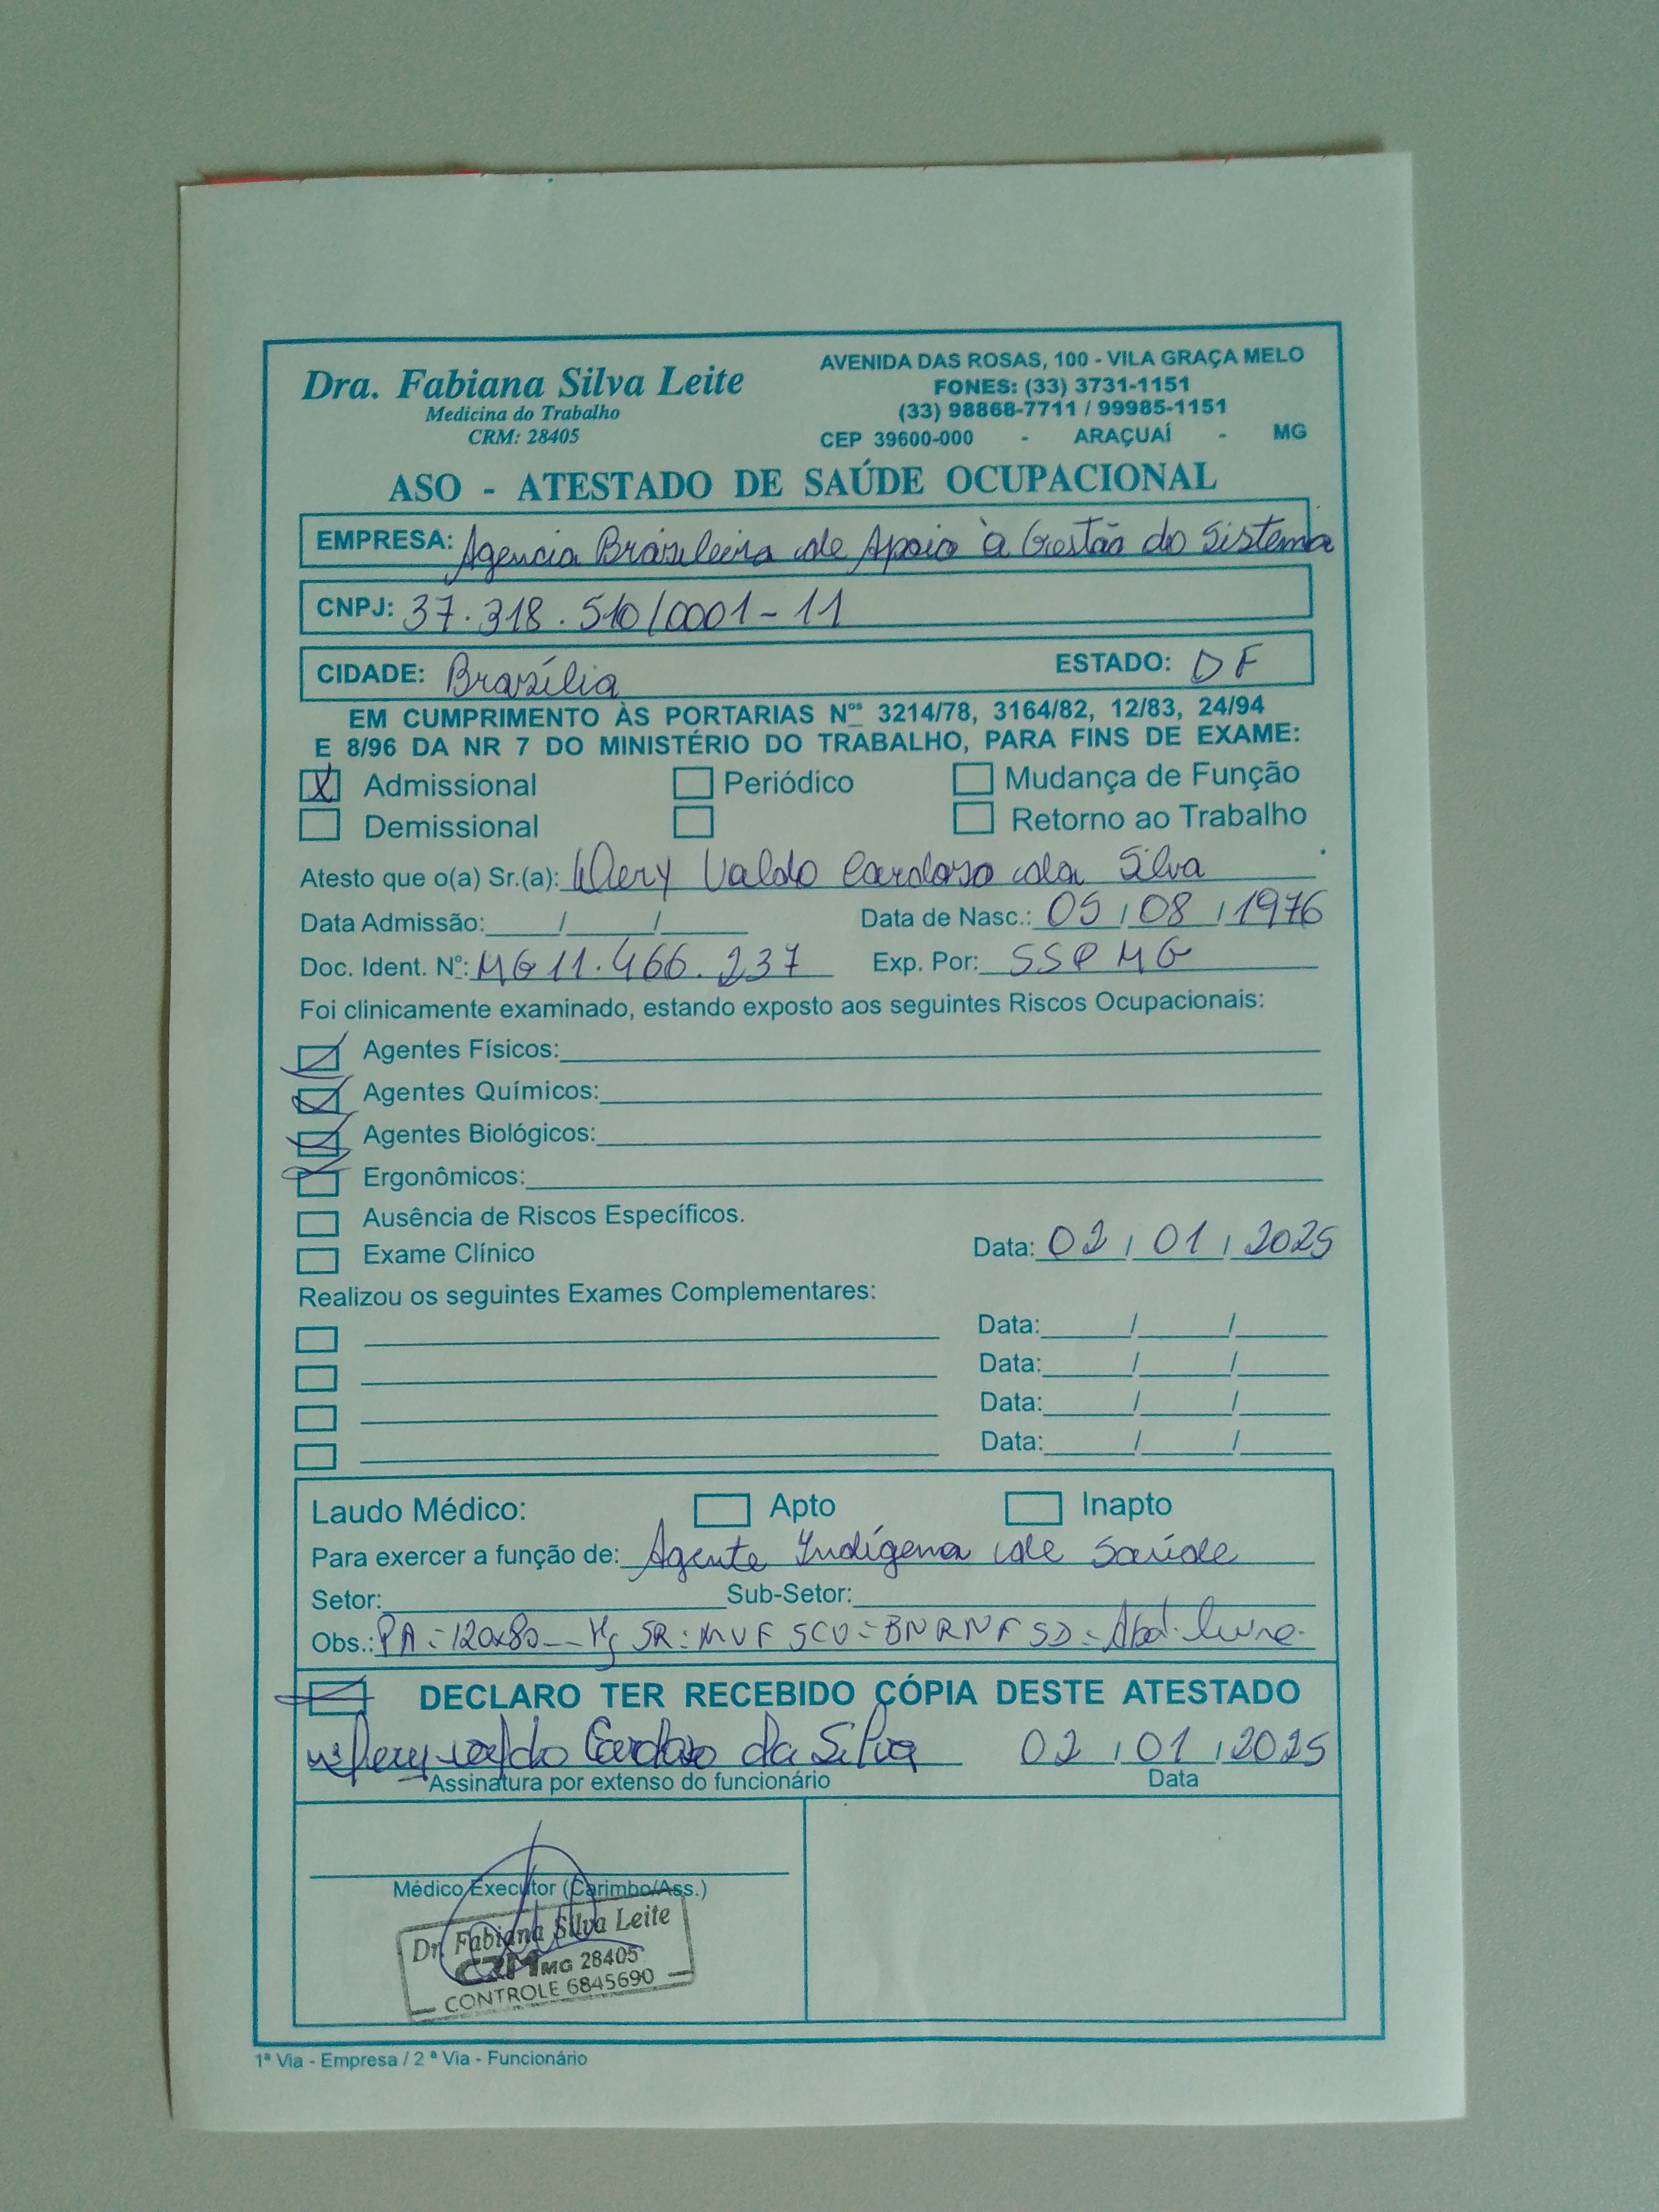 Dra. Fabiana Silva Leite
Medicina do Trabalho
CRM: 28405
AVENIDA DAS ROSAS, 100 - VILA GRAÇA MELO
FONES: (33) 3731-1151
(33) 98868-7711 / 99985-1151
CEP 39600-000 - ARAÇUAÍ - MG
ASO - ATESTADO DE SAÚDE OCUPACIONAL
EMPRESA: Agencia Brasileira de Apoio à Gestão do Sistema
CNPJ: 37.318.510/0001-11
CIDADE: Brasília ESTADO: DF
EM CUMPRIMENTO ÀS PORTARIAS Nos 3214/78, 3164/82, 12/83, 24/94
E 8/96 DA NR 7 DO MINISTÉRIO DO TRABALHO, PARA FINS DE EXAME:
X Admissional Periódico Mudança de Função
Demissional Retorno ao Trabalho
Atesto que o(a) Sr.(a): Valdo Cardoso da Silva
Data Admissão: / / Data de Nasc.: 05/08/1976
Doc. Ident. Nº: MG11.466.237 Exp. Por: SSP MG
Foi clinicamente examinado, estando exposto aos seguintes Riscos Ocupacionais:
Agentes Físicos:
Agentes Químicos:
Agentes Biológicos:
Ergonômicos:
Ausência de Riscos Específicos.
Exame Clínico Data: 02/01/2025
Realizou os seguintes Exames Complementares:
Data: / /
Data: / /
Data: / /
Data: / /
Laudo Médico: Apto Inapto
Para exercer a função de: Agente Indígena de Saúde
Setor: Sub-Setor:
Obs.: PA=120x80 Hg SR: MVF SCV=BNRNF SD= Abd. livre.
DECLARO TER RECEBIDO CÓPIA DESTE ATESTADO
Cardoso da Silva 02/01/2025
Assinatura por extenso do funcionário Data
Médico Executor (Carimbo/Ass.)
Dr. Fabiana Silva Leite
CRM MG 28405
CONTROLE 6845690
1ª Via - Empresa / 2ª Via - Funcionário